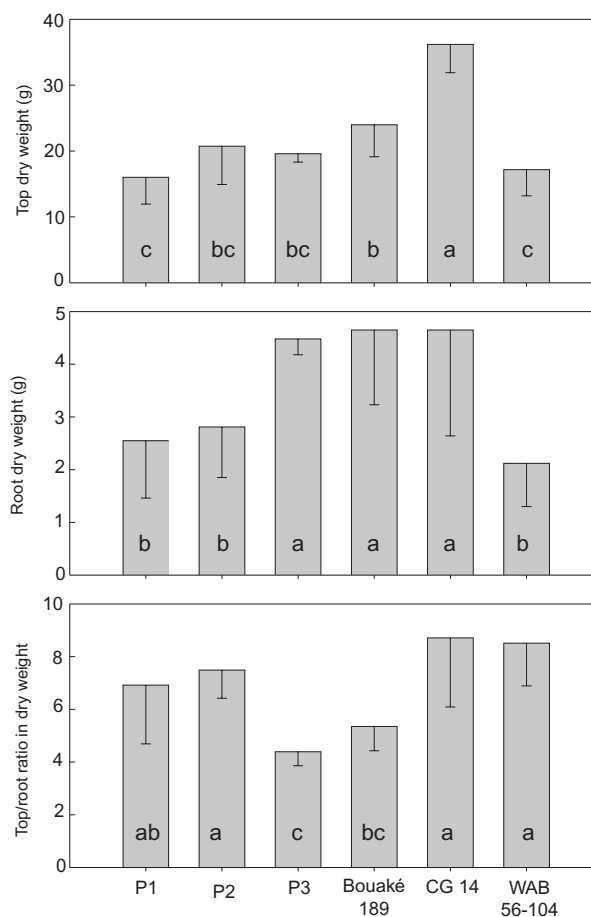 Top dry weight (g)
40
30
20
10
0
c bc bc b a c
Root dry weight (g)
5
4
3
2
1
0
b b a a a b
Top/root ratio in dry weight
10
8
6
4
2
0
ab a c bc a a
P1 P2 P3 Bouaké CG 14 WAB
189 56-104